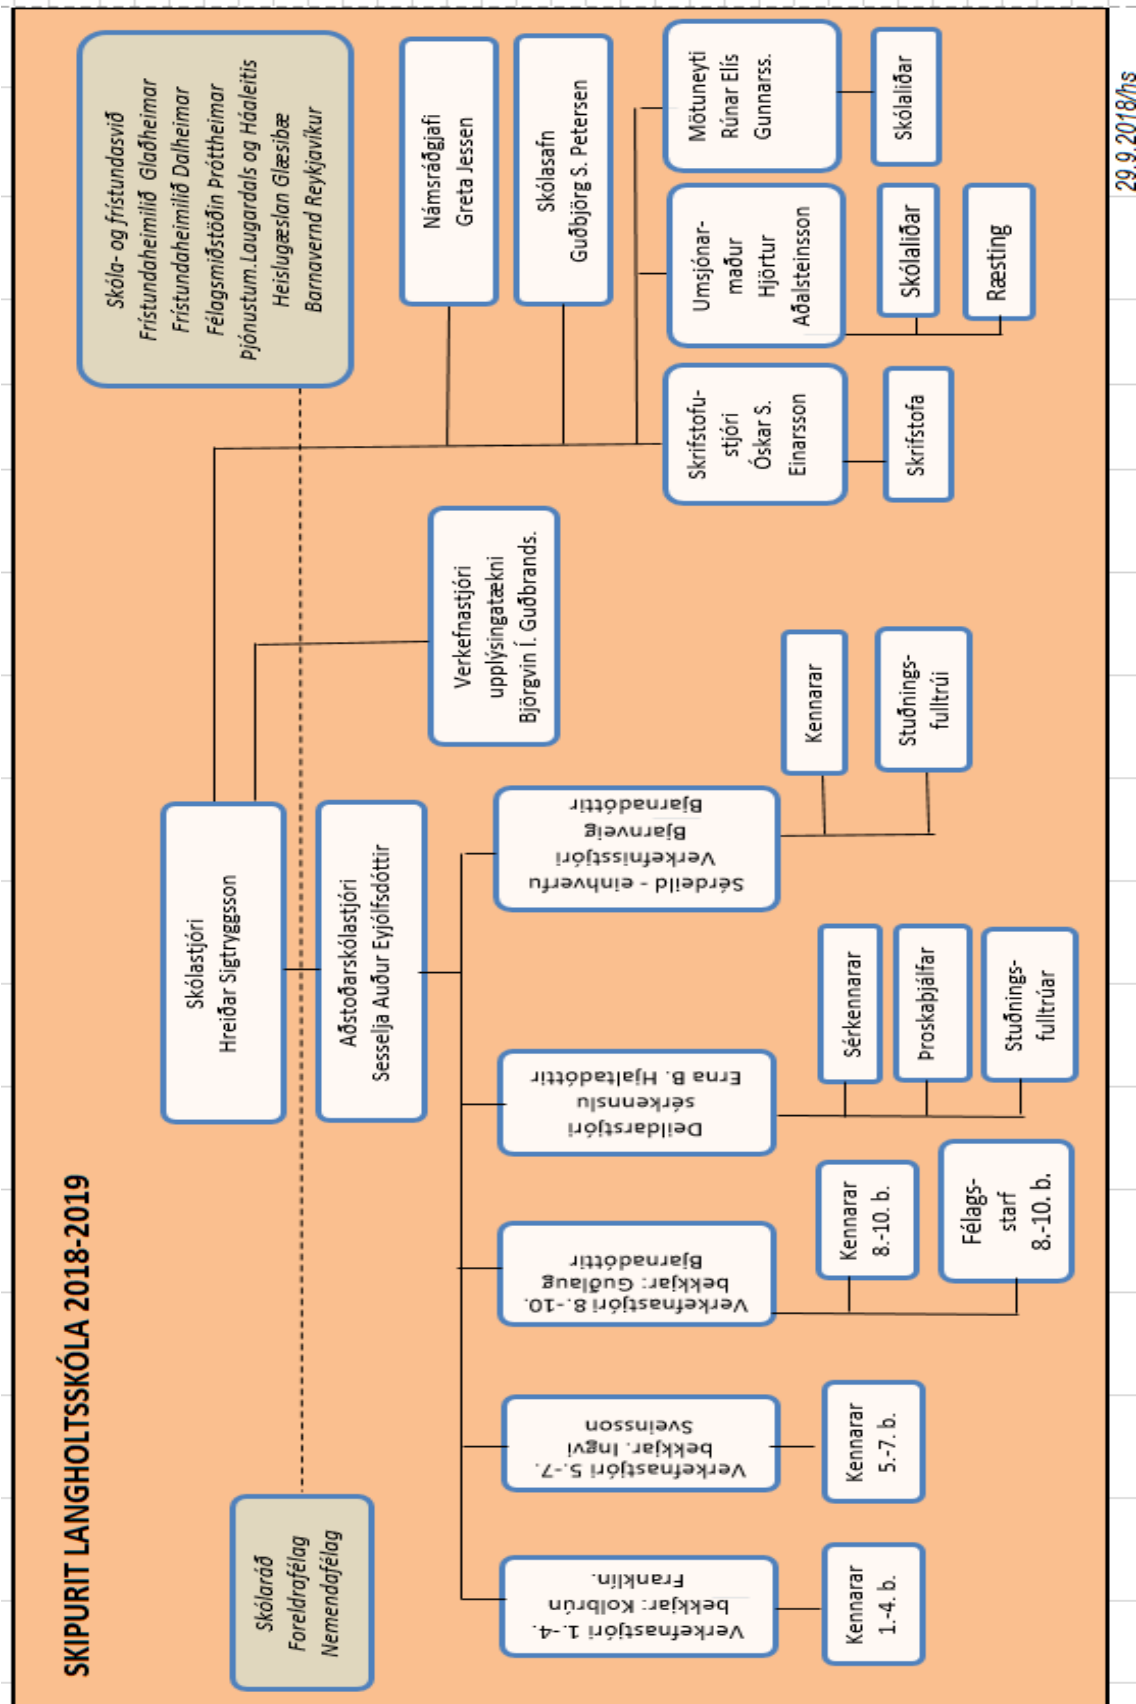 SKIPURIT LANGHOLTSSKÓLA 2018-2019
Skólaráð
Foreldrafélag
Nemendafélag
Skólastjóri
Hreiðar Sigtryggsson
Aðstoðarskólastjóri
Sesselja Auður Eyjólfsdóttir
Skóla- og frístundasvið
Frístundaheimilið Glaðheimar
Frístundaheimilið Dalheimar
Félagsmiðstöðin Þróttheimar
Þjónustum.Laugardals og Háaleitis
Heislugæslan Glæsibæ
Barnavernd Reykjavíkur
Verkefnastjóri
upplýsingatækni
Björgvin Í. Guðbrands.
Námsráðgjafi
Greta Jessen
Skólasafn
Guðbjörg S. Petersen
Verkefnastjóri 1.-4.
bekkjar: Kolbrún
Franklín.
Kennarar
1.-4. b.
Verkefnastjóri 5.-7.
bekkjar. Ingvi
Sveinsson
Kennarar
5.-7. b.
Verkefnastjóri 8.-10.
bekkjar: Guðlaug
Bjarnadóttir
Kennarar
8.-10. b.
Félags-
starf
8.-10. b.
Deildarstjóri
sérkennslu
Erna B. Hjaltadóttir
Sérkennarar
Þroskaþjálfar
Stuðnings-
fulltrúar
Sérdeild - einhverfu
Verkefnisstjóri
Bjarnveig
Bjarnadóttir
Kennarar
Stuðnings-
fulltrúi
Skrifstofu-
stjóri
Óskar S.
Einarsson
Skrifstofa
Umsjónar-
maður
Hjörtur
Aðalsteinsson
Skólaliðar
Ræsting
Mötuneyti
Rúnar Elís
Gunnarss.
Skólaliðar
29.9.2018/hs